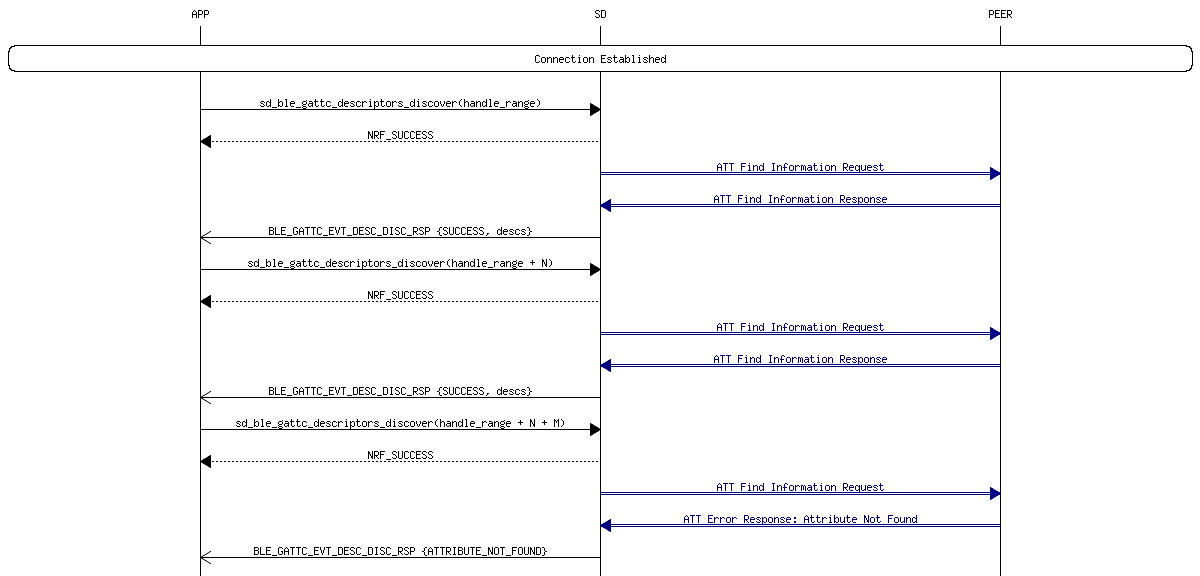 APP SD PEER
Connection Established
sd_ble_gattc_descriptors_discover(handle_range)
NRF_SUCCESS
ATT Find Information Request
ATT Find Information Response
BLE_GATTC_EVT_DESC_DISC_RSP {SUCCESS, descs}
sd_ble_gattc_descriptors_discover(handle_range + N)
NRF_SUCCESS
ATT Find Information Request
ATT Find Information Response
BLE_GATTC_EVT_DESC_DISC_RSP {SUCCESS, descs}
sd_ble_gattc_descriptors_discover(handle_range + N + M)
NRF_SUCCESS
ATT Find Information Request
ATT Error Response: Attribute Not Found
BLE_GATTC_EVT_DESC_DISC_RSP {ATTRIBUTE_NOT_FOUND}